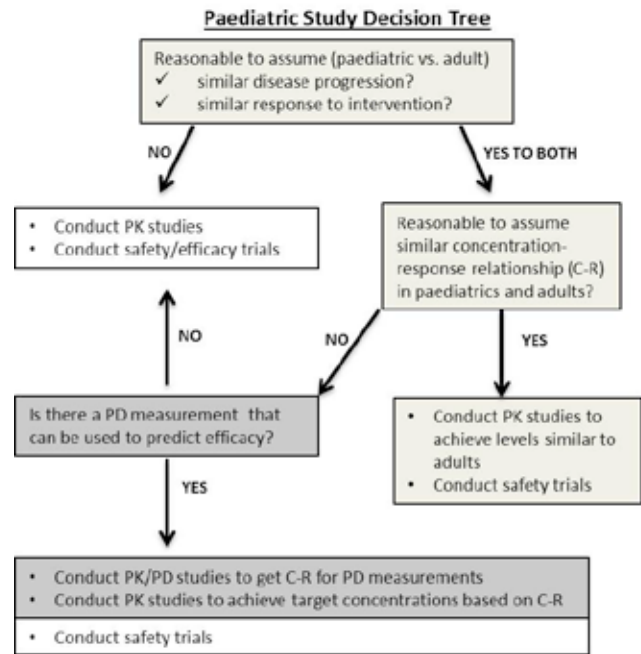 Paediatric Study Decision Tree
Reasonable to assume (paediatric vs. adult)
✓ similar disease progression?
✓ similar response to intervention?
NO
YES TO BOTH
• Conduct PK studies
• Conduct safety/efficacy trials
Reasonable to assume
similar concentration-
response relationship (C-R)
in paediatrics and adults?
NO
NO
YES
Is there a PD measurement that
can be used to predict efficacy?
• Conduct PK studies to
achieve levels similar to
adults
• Conduct safety trials
YES
• Conduct PK/PD studies to get C-R for PD measurements
• Conduct PK studies to achieve target concentrations based on C-R
• Conduct safety trials